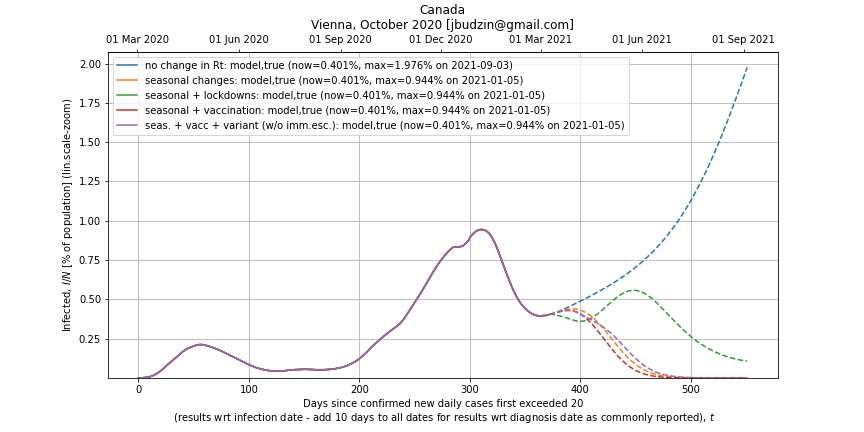 Canada
Vienna, October 2020 [jbudzin@gmail.com]
01 Mar 2020 01 Jun 2020 01 Sep 2020 01 Dec 2020 01 Mar 2021 01 Jun 2021 01 Sep 2021
no change in Rt: model,true (now=0.401%, max=1.976% on 2021-09-03)
seasonal changes: model,true (now=0.401%, max=0.944% on 2021-01-05)
seasonal + lockdowns: model,true (now=0.401%, max=0.944% on 2021-01-05)
seasonal + vaccination: model,true (now=0.401%, max=0.944% on 2021-01-05)
seas. + vacc + variant (w/o imm.esc.): model,true (now=0.401%, max=0.944% on 2021-01-05)
Infected, I/N [% of population] (lin.scale-zoom)
2.00
1.75
1.50
1.25
1.00
0.75
0.50
0.25
0 100 200 300 400 500
Days since confirmed new daily cases first exceeded 20
(results wrt infection date - add 10 days to all dates for results wrt diagnosis date as commonly reported), t